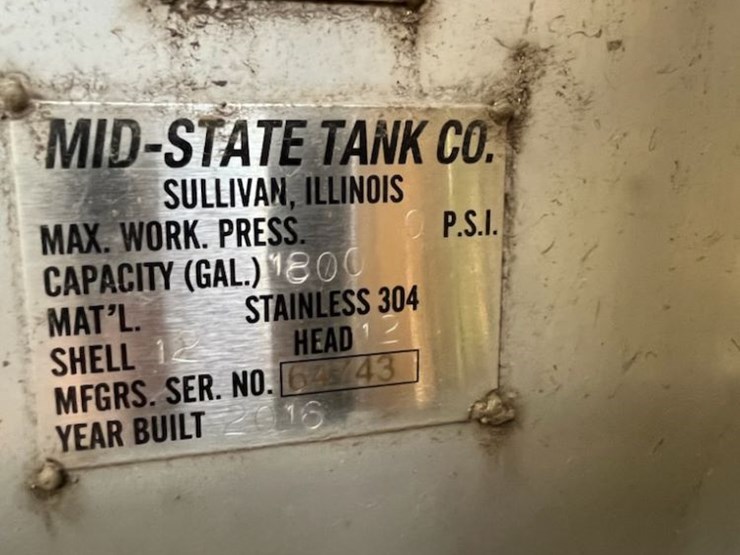 MID-STATE TANK CO.
SULLIVAN, ILLINOIS
MAX. WORK. PRESS. 0 P.S.I.
CAPACITY (GAL.) 1800
MAT'L. STAINLESS 304
SHELL 12 HEAD 12
MFGRS. SER. NO.
YEAR BUILT 2016